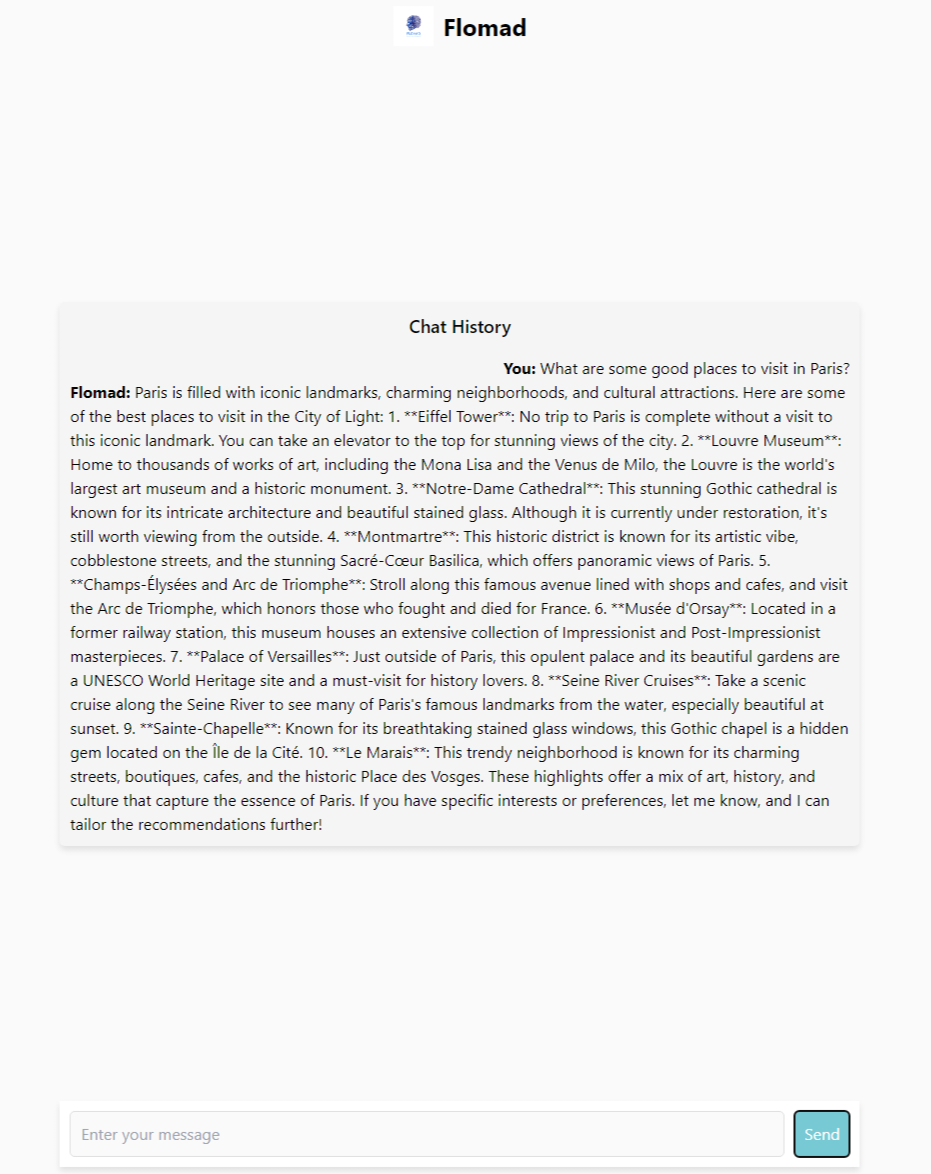 Flomad
Chat History
You: What are some good places to visit in Paris?
Flomad: Paris is filled with iconic landmarks, charming neighborhoods, and cultural attractions. Here are some
of the best places to visit in the City of Light: 1. **Eiffel Tower**: No trip to Paris is complete without a visit to
this iconic landmark. You can take an elevator to the top for stunning views of the city. 2. **Louvre Museum**:
Home to thousands of works of art, including the Mona Lisa and the Venus de Milo, the Louvre is the world's
largest art museum and a historic monument. 3. **Notre-Dame Cathedral**: This stunning Gothic cathedral is
known for its intricate architecture and beautiful stained glass. Although it is currently under restoration, it's
still worth viewing from the outside. 4. **Montmartre**: This historic district is known for its artistic vibe,
cobblestone streets, and the stunning Sacré-Cœur Basilica, which offers panoramic views of Paris. 5.
**Champs-Élysées and Arc de Triomphe**: Stroll along this famous avenue lined with shops and cafes, and visit
the Arc de Triomphe, which honors those who fought and died for France. 6. **Musée d'Orsay**: Located in a
former railway station, this museum houses an extensive collection of Impressionist and Post-Impressionist
masterpieces. 7. **Palace of Versailles**: Just outside of Paris, this opulent palace and its beautiful gardens are
a UNESCO World Heritage site and a must-visit for history lovers. 8. **Seine River Cruises**: Take a scenic
cruise along the Seine River to see many of Paris's famous landmarks from the water, especially beautiful at
sunset. 9. **Sainte-Chapelle**: Known for its breathtaking stained glass windows, this Gothic chapel is a hidden
gem located on the Île de la Cité. 10. **Le Marais**: This trendy neighborhood is known for its charming
streets, boutiques, cafes, and the historic Place des Vosges. These highlights offer a mix of art, history, and
culture that capture the essence of Paris. If you have specific interests or preferences, let me know, and I can
tailor the recommendations further!
Enter your message
Send